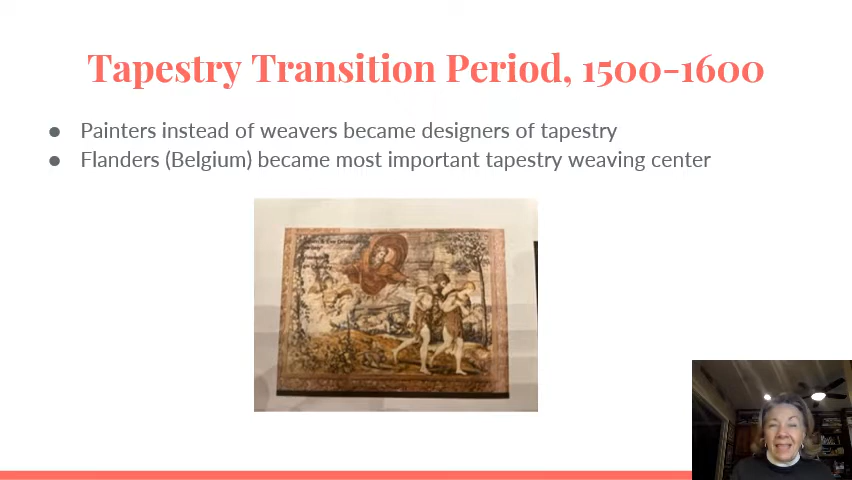 Tapestry Transition Period, 1500-1600
● Painters instead of weavers became designers of tapestry
● Flanders (Belgium) became most important tapestry weaving center